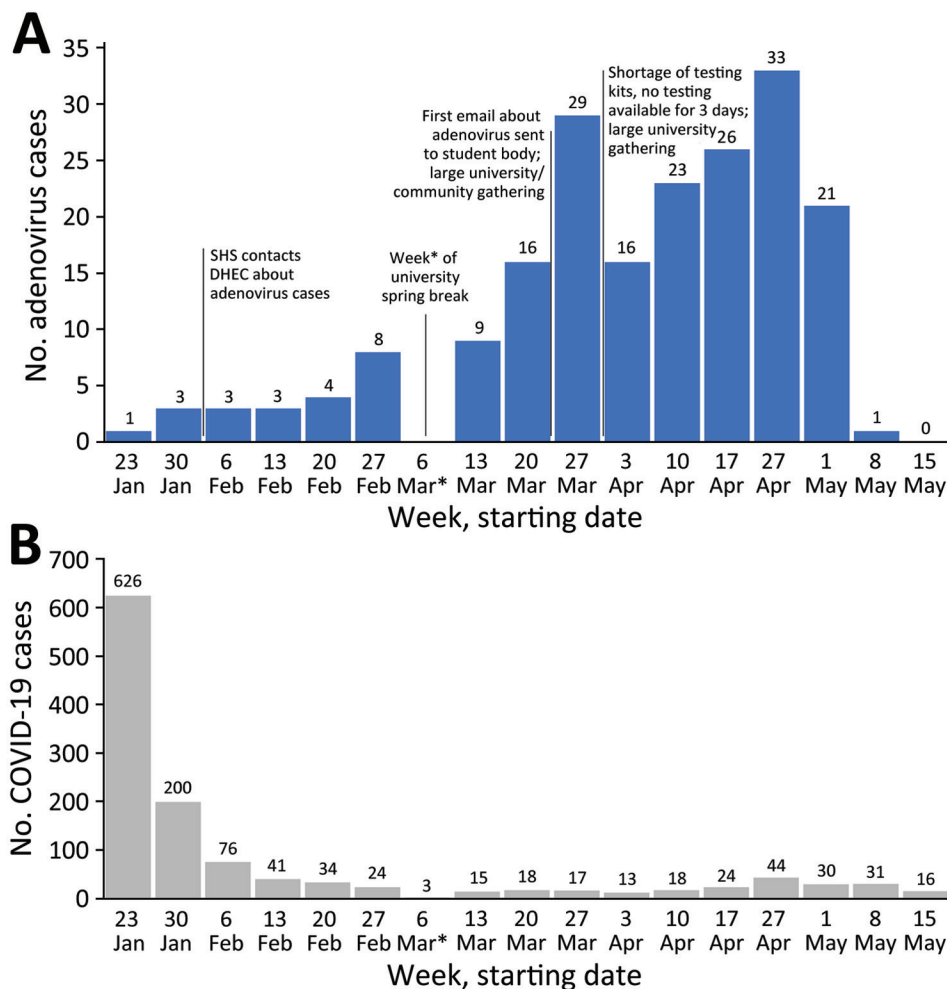 A
No. adenovirus cases
35
30
25
20
15
10
5
0
1
3
3
3
4
8
9
16
29
16
23
26
33
21
1
0
SHS contacts
DHEC about
adenovirus cases
Week* of
university
spring break
First email about
adenovirus sent
to student body;
large university/
community gathering
Shortage of testing
kits, no testing
available for 3 days;
large university
gathering
23 30 6 13 20 27 6 13 20 27 3 10 17 27 1 8 15
Jan Jan Feb Feb Feb Feb Mar* Mar Mar Mar Apr Apr Apr Apr May May May
Week, starting date
B
No. COVID-19 cases
700
600
500
400
300
200
100
0
626
200
76
41
34
24
3
15
18
17
13
18
24
44
30
31
16
23 30 6 13 20 27 6 13 20 27 3 10 17 27 1 8 15
Jan Jan Feb Feb Feb Feb Mar* Mar Mar Mar Apr Apr Apr Apr May May May
Week, starting date